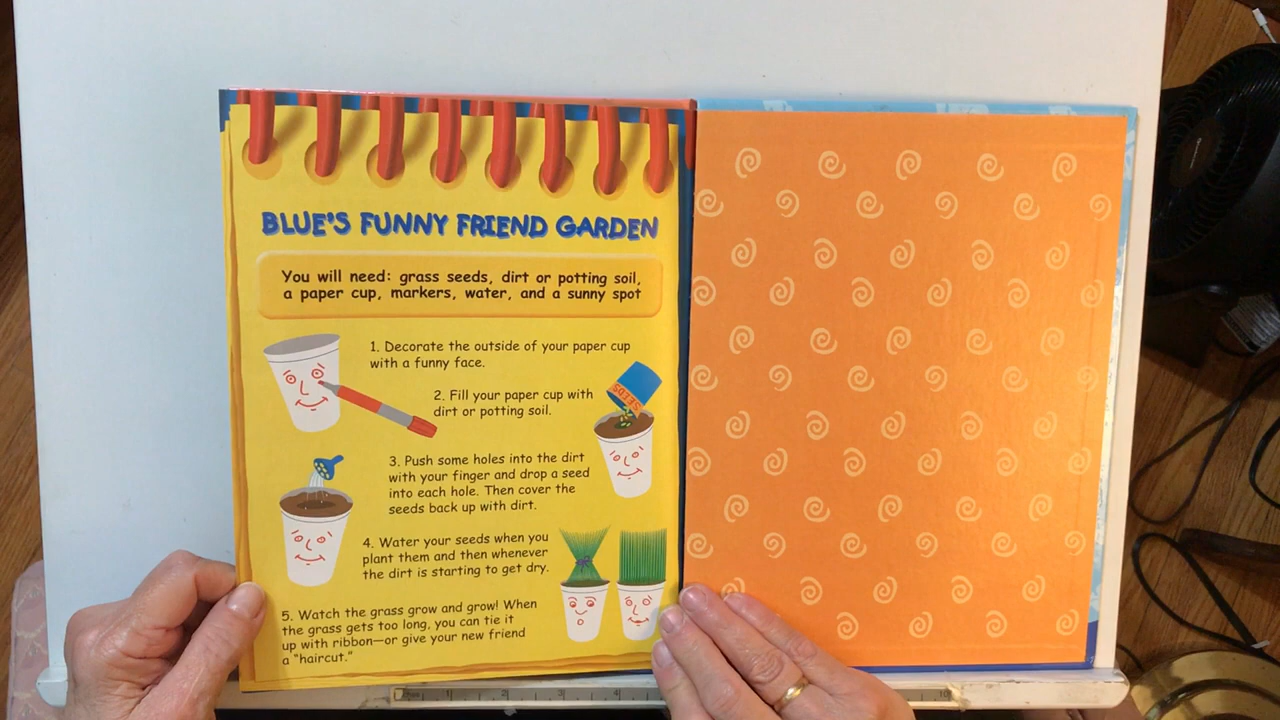 BLUE'S FUNNY FRIEND GARDEN
You will need: grass seeds, dirt or potting soil,
a paper cup, markers, water, and a sunny spot
1. Decorate the outside of your paper cup
with a funny face.
2. Fill your paper cup with
dirt or potting soil.
SEEDS
3. Push some holes into the dirt
with your finger and drop a seed
into each hole. Then cover the
seeds back up with dirt.
4. Water your seeds when you
plant them and then whenever
the dirt is starting to get dry.
5. Watch the grass grow and grow! When
the grass gets too long, you can tie it
up with ribbon—or give your new friend
a "haircut."
1 2 3 4 10